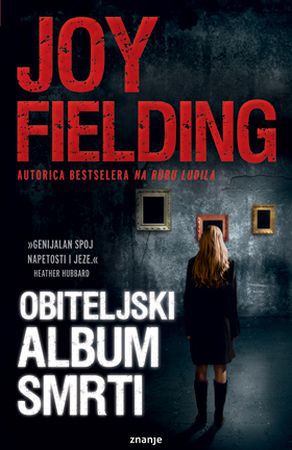 JOY
FIELDING
AUTORICA BESTSELERA NA RUBU LUDILA
»GENIJALAN SPOJ
NAPETOSTI I JEZE.«
HEATHER HUBBARD
OBITELJSKI
ALBUM
SMRTI
znanje